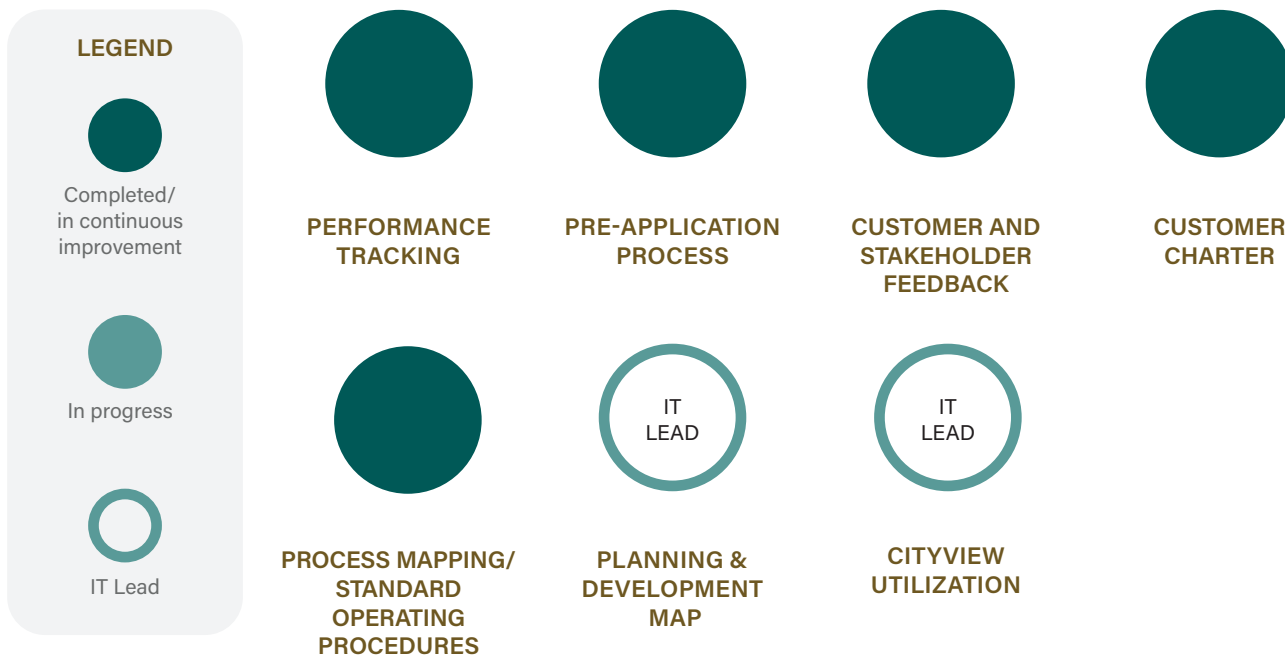 LEGEND
Completed/
in continuous
improvement
In progress
IT Lead
PERFORMANCE
TRACKING
PRE-APPLICATION
PROCESS
CUSTOMER AND
STAKEHOLDER
FEEDBACK
CUSTOMER
CHARTER
IT
LEAD
IT
LEAD
PROCESS MAPPING/
STANDARD
OPERATING
PROCEDURES
PLANNING &
DEVELOPMENT
MAP
CITYVIEW
UTILIZATION